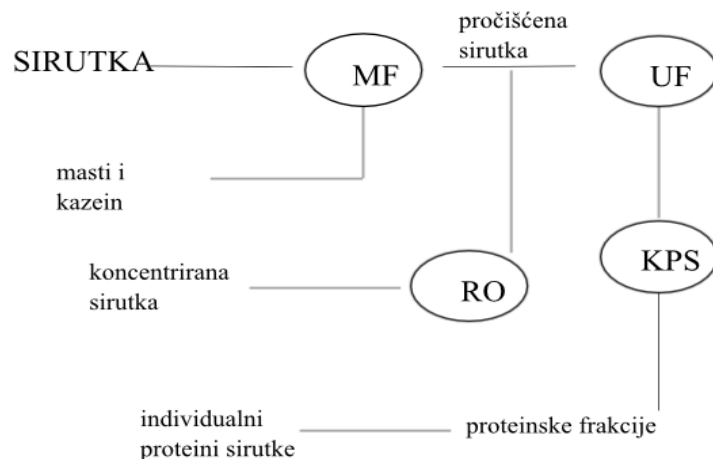 SIRUTKA
MF
pročišćena
sirutka
UF
masti i
kazein
koncentrirana
sirutka
RO
KPS
individualni
proteini sirutke
proteinske frakcije